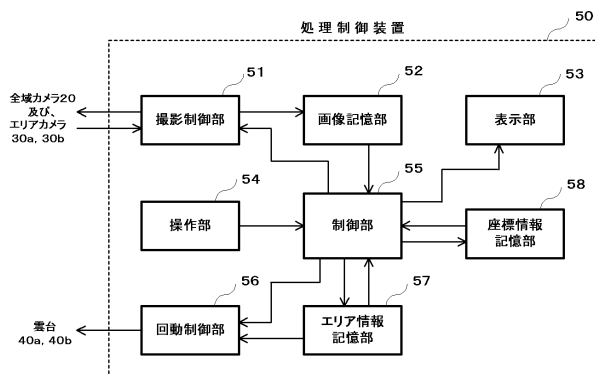 処理制御装置
50
51
52
53
全域カメラ20
及び、
エリアカメラ
30a, 30b
撮影制御部
画像記憶部
表示部
54
55
58
操作部
制御部
座標情報
記憶部
56
57
雲台
40a, 40b
回動制御部
エリア情報
記憶部